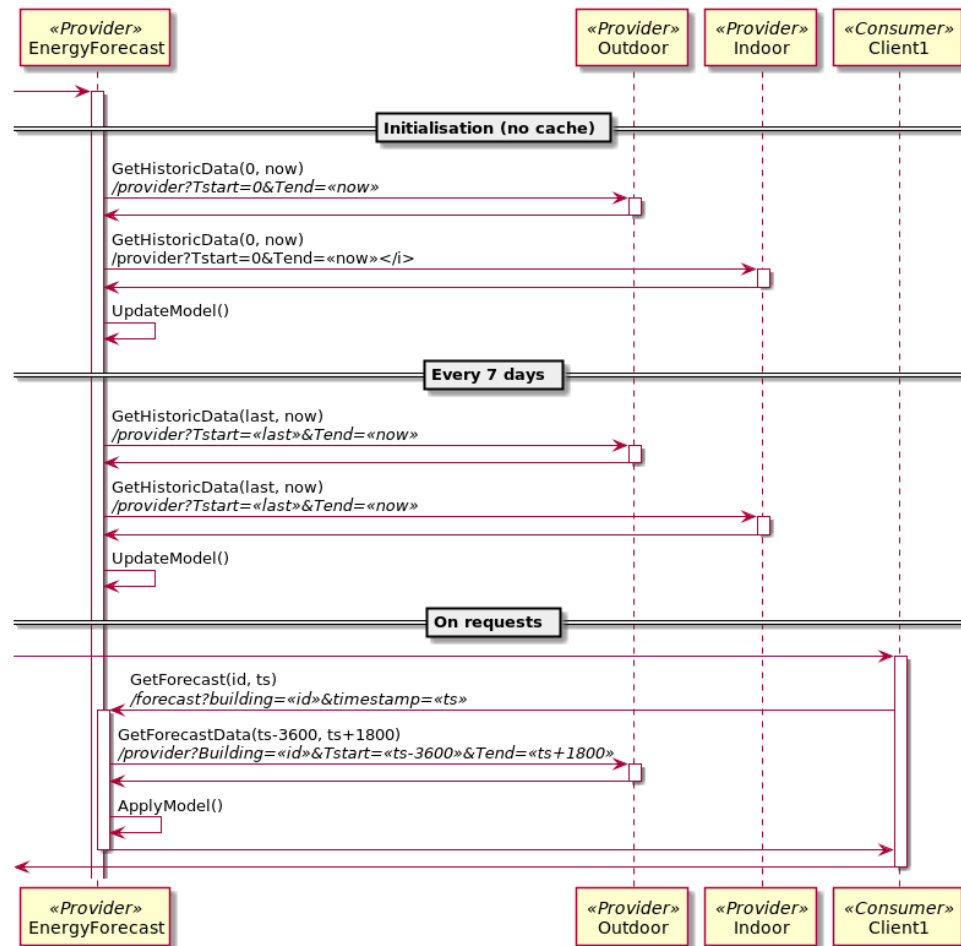 «Provider»
EnergyForecast
«Provider»
Outdoor
«Provider»
Indoor
«Consumer»
Client1
Initialisation (no cache)
GetHistoricData(0, now)
/provider?Tstart=0&Tend=«now»
GetHistoricData(0, now)
/provider?Tstart=0&Tend=«now»</i>
UpdateModel()
Every 7 days
GetHistoricData(last, now)
/provider?Tstart=«last»&Tend=«now»
GetHistoricData(last, now)
/provider?Tstart=«last»&Tend=«now»
UpdateModel()
On requests
GetForecast(id, ts)
/forecast?building=«id»&timestamp=«ts»
GetForecastData(ts-3600, ts+1800)
/provider?Building=«id»&Tstart=«ts-3600»&Tend=«ts+1800»
ApplyModel()
«Provider»
EnergyForecast
«Provider»
Outdoor
«Provider»
Indoor
«Consumer»
Client1